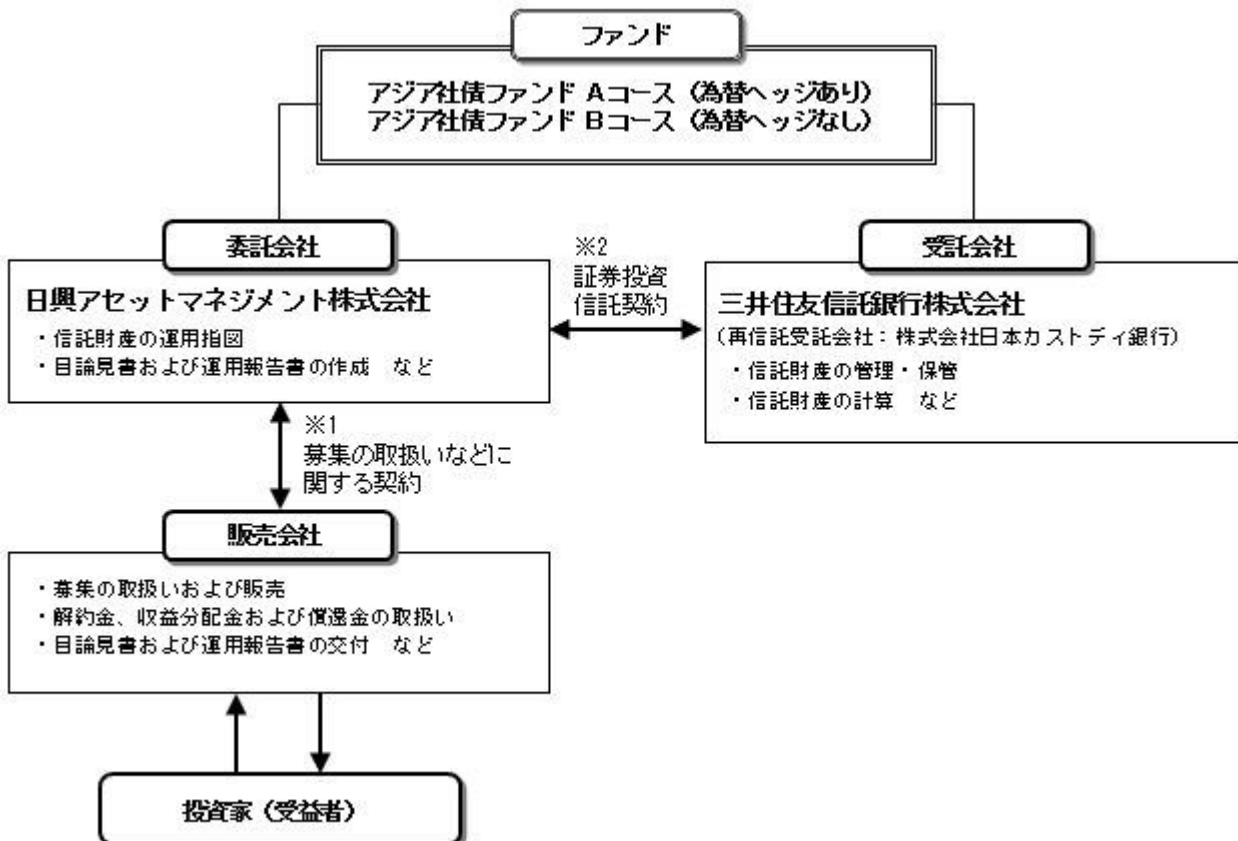 ファンド
アジア社債ファンド Aコース（為替ヘッジあり）
アジア社債ファンド Bコース（為替ヘッジなし）
委託会社
日興アセットマネジメント株式会社
・信託財産の運用指図
・目論見書および運用報告書の作成　など
※2
証券投資
信託契約
受託会社
三井住友信託銀行株式会社
（再信託受託会社：株式会社日本カストディ銀行）
・信託財産の管理・保管
・信託財産の計算　など
※1
募集の取扱いなどに
関する契約
販売会社
・募集の取扱いおよび販売
・解約金、収益分配金および償還金の取扱い
・目論見書および運用報告書の交付　など
投資家（受益者）